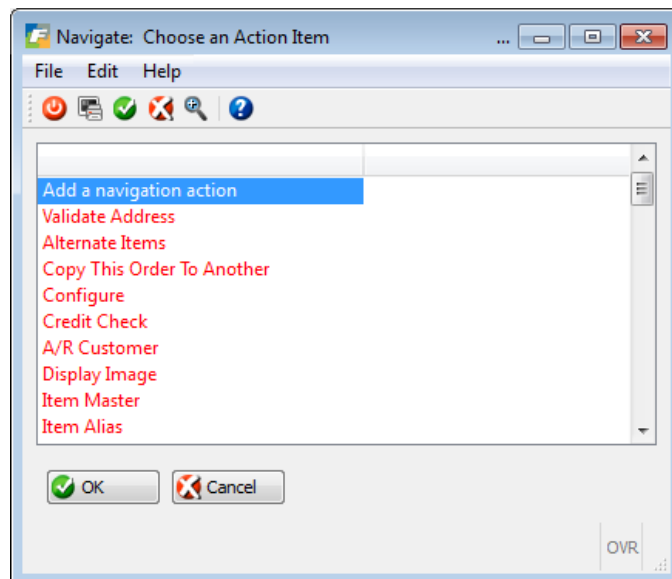 Navigate: Choose an Action Item ...
File Edit Help
Add a navigation action
Validate Address
Alternate Items
Copy This Order To Another
Configure
Credit Check
A/R Customer
Display Image
Item Master
Item Alias
OK Cancel
OVR